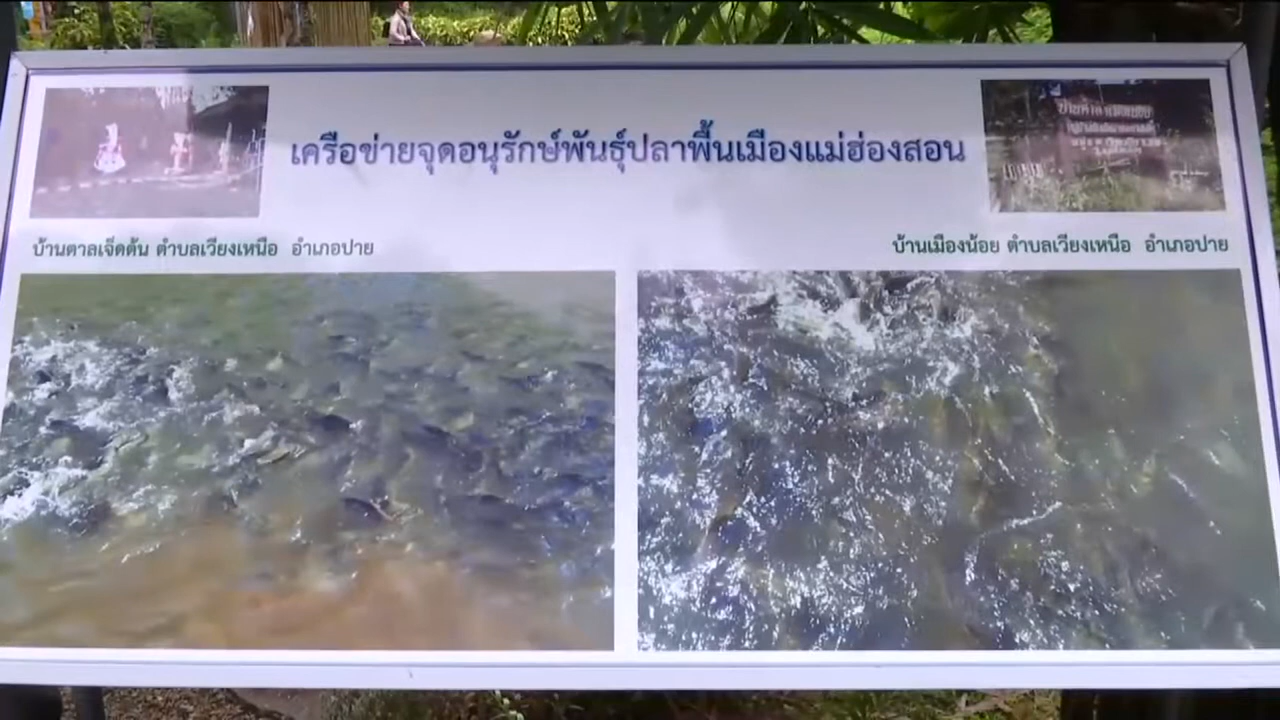 เครือข่ายจุดอนุรักษ์พันธุ์ปลาพื้นเมืองแม่ฮ่องสอน
บ้านตาลเจ็ดต้น ตำบลเวียงเหนือ อำเภอปาย
บ้านเมืองน้อย ตำบลเวียงเหนือ อำเภอปาย